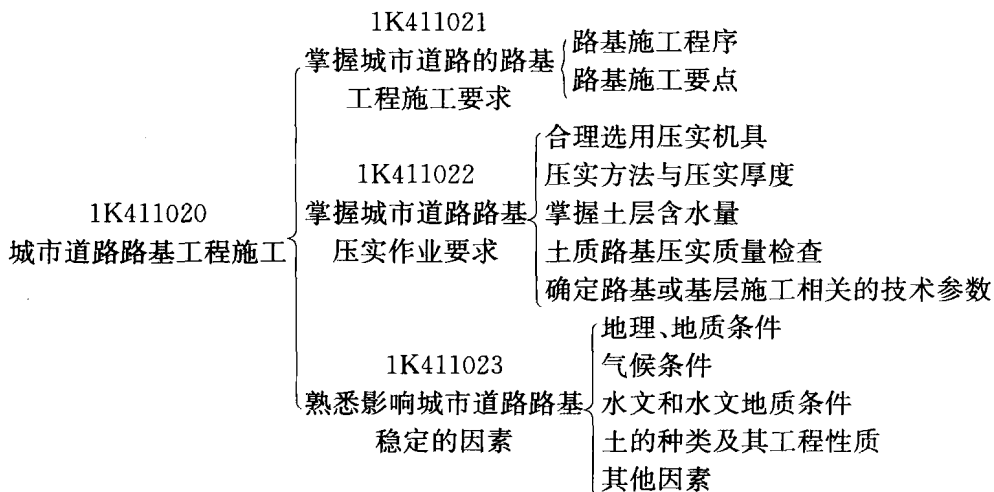 1K411020
城市道路路基工程施工
1K411021
掌握城市道路的路基
工程施工要求
路基施工程序
路基施工要点
1K411022
掌握城市道路路基
压实作业要求
合理选用压实机具
压实方法与压实厚度
掌握土层含水量
土质路基压实质量检查
确定路基或基层施工相关的技术参数
1K411023
熟悉影响城市道路路基
稳定的因素
地理、地质条件
气候条件
水文和水文地质条件
土的种类及其工程性质
其他因素